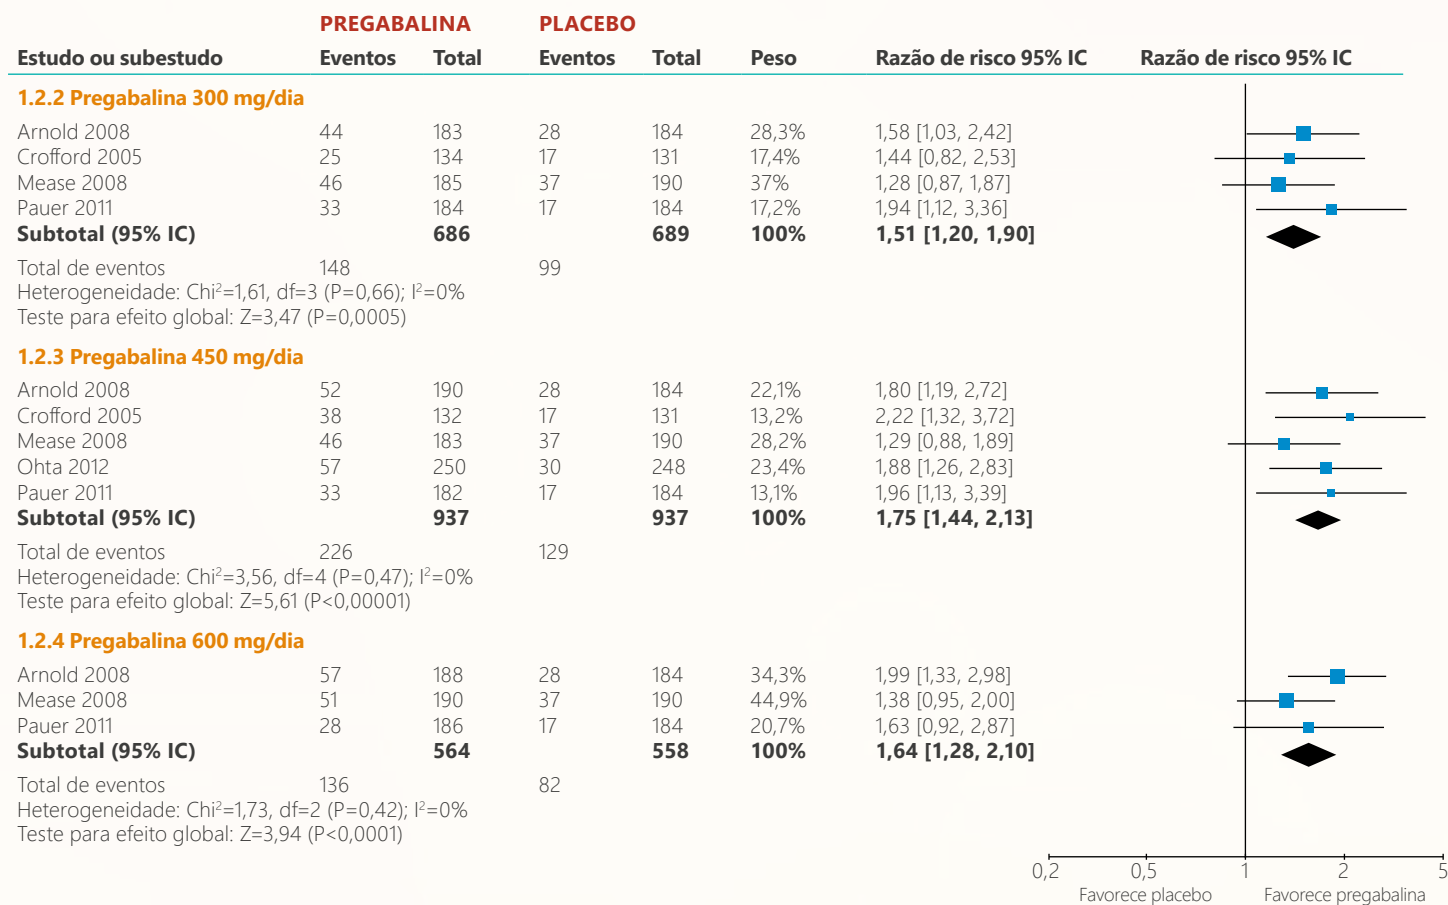 PREGABALINA PLACEBO
Estudo ou subestudo Eventos Total Eventos Total Peso Razão de risco 95% IC Razão de risco 95% IC
1.2.2 Pregabalina 300 mg/dia
Arnold 2008 44 183 28 184 28,3% 1,58 [1,03, 2,42]
Crofford 2005 25 134 17 131 17,4% 1,44 [0,82, 2,53]
Mease 2008 46 185 37 190 37% 1,28 [0,87, 1,87]
Pauer 2011 33 184 17 184 17,2% 1,94 [1,12, 3,36]
Subtotal (95% IC) 686 689 100% 1,51 [1,20, 1,90]
Total de eventos 148 99
Heterogeneidade: Chi²=1,61, df=3 (P=0,66); I²=0%
Teste para efeito global: Z=3,47 (P=0,0005)
1.2.3 Pregabalina 450 mg/dia
Arnold 2008 52 190 28 184 22,1% 1,80 [1,19, 2,72]
Crofford 2005 38 132 17 131 13,2% 2,22 [1,32, 3,72]
Mease 2008 46 183 37 190 28,2% 1,29 [0,88, 1,89]
Ohta 2012 57 250 30 248 23,4% 1,88 [1,26, 2,83]
Pauer 2011 33 182 17 184 13,1% 1,96 [1,13, 3,39]
Subtotal (95% IC) 937 937 100% 1,75 [1,44, 2,13]
Total de eventos 226 129
Heterogeneidade: Chi²=3,56, df=4 (P=0,47); I²=0%
Teste para efeito global: Z=5,61 (P<0,00001)
1.2.4 Pregabalina 600 mg/dia
Arnold 2008 57 188 28 184 34,3% 1,99 [1,33, 2,98]
Mease 2008 51 190 37 190 44,9% 1,38 [0,95, 2,00]
Pauer 2011 28 186 17 184 20,7% 1,63 [0,92, 2,87]
Subtotal (95% IC) 564 558 100% 1,64 [1,28, 2,10]
Total de eventos 136 82
Heterogeneidade: Chi²=1,73, df=2 (P=0,42); I²=0%
Teste para efeito global: Z=3,94 (P<0,0001)
0,2 0,5 1 2 5
Favorece placebo Favorece pregabalina